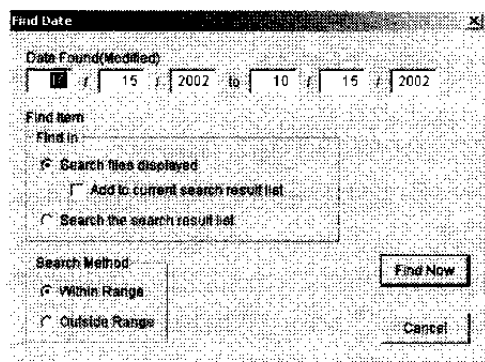 Find Date
Date Found(Modified)
/ 15 / 2002 to 10 / 15 / 2002
Find Item
Find in
Search files displayed
Add to current search result list
Search the search result list
Search Method
Within Range
Outside Range
Find Now
Cancel